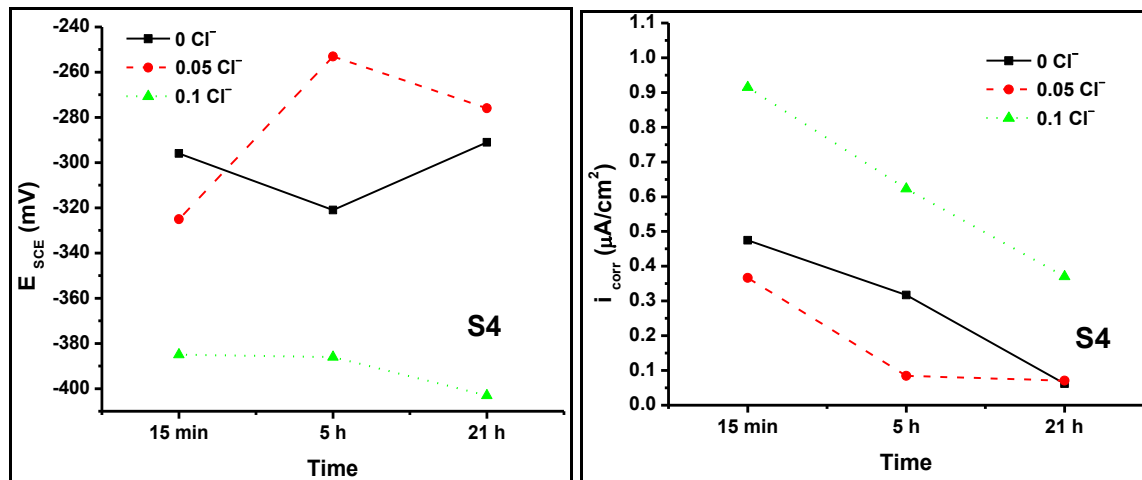 -240
-260
-280
-300
-320
-340
-360
-380
-400
E SCE (mV)
0 Cl⁻
0.05 Cl⁻
0.1 Cl⁻
S4
15 min 5 h 21 h
Time
1.1
1.0
0.9
0.8
0.7
0.6
0.5
0.4
0.3
0.2
0.1
0.0
i corr (µA/cm²)
0 Cl⁻
0.05 Cl⁻
0.1 Cl⁻
S4
15 min 5 h 21 h
Time